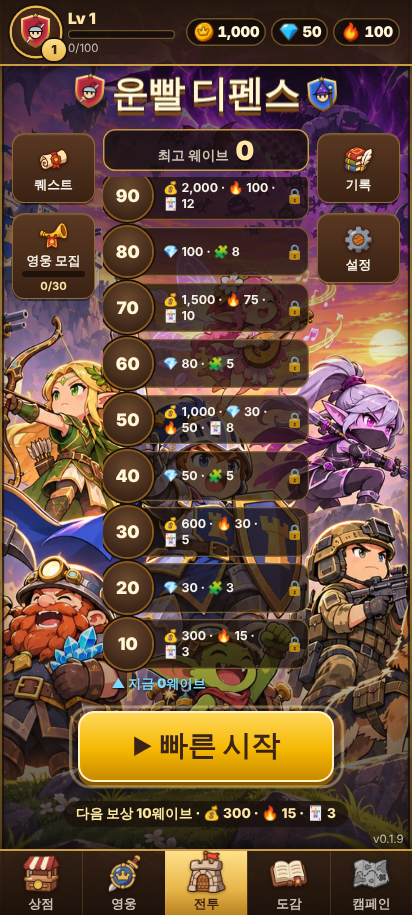 Lv 1
1
0/100
1,000
50
100
운빨 디펜스
최고 웨이브 0
퀘스트
영웅 모집
0/30
기록
설정
90
2,000 · 100 ·
12
80
100 · 8
70
1,500 · 75 ·
10
60
80 · 5
50
1,000 · 30 ·
50 · 8
40
50 · 5
30
600 · 30 ·
5
20
30 · 3
10
300 · 15 ·
3
▲ 지금 0웨이브
▶ 빠른 시작
다음 보상 10웨이브 · 300 · 15 · 3
v0.1.9
상점
영웅
전투
도감
캠페인